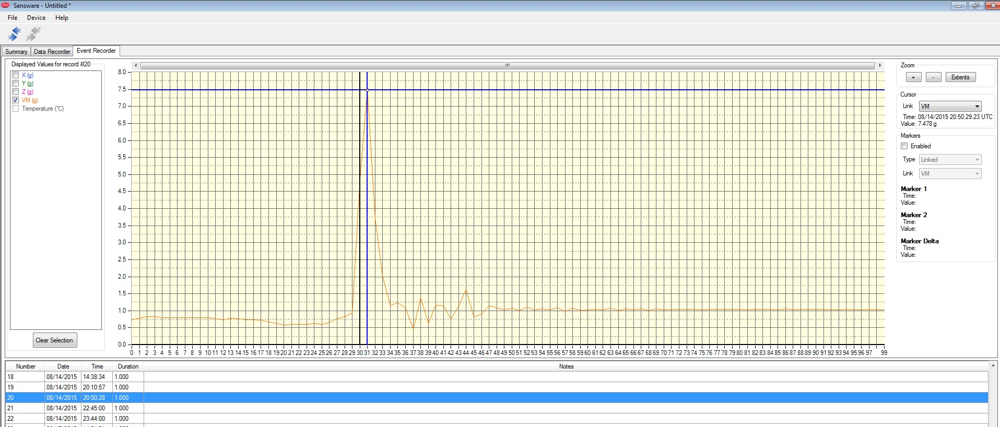 Sensware - Untitled *
File Device Help
Summary Data Recorder Event Recorder
Displayed Values for record #20
X (g)
Y (g)
Z (g)
VM (g)
Temperature (°C)
Clear Selection
8.0
7.5
7.0
6.5
6.0
5.5
5.0
4.5
4.0
3.5
3.0
2.5
2.0
1.5
1.0
0.5
0.0
0 1 2 3 4 5 6 7 8 9 10 11 12 13 14 15 16 17 18 19 20 21 22 23 24 25 26 27 28 29 30 31 32 33 34 35 36 37 38 39 40 41 42 43 44 45 46 47 48 49 50 51 52 53 54 55 56 57 58 59 60 61 62 63 64 65 66 67 68 69 70 71 72 73 74 75 76 77 78 79 80 81 82 83 84 85 86 87 88 89 90 91 92 93 94 95 96 97 99
Zoom
+ - Extents
Cursor
Link VM
Time: 08/14/2015 20:50:29.23 UTC
Value: 7.478 g
Markers
Enabled
Type Linked
Link VM
Marker 1
Time:
Value:
Marker 2
Time:
Value:
Marker Delta
Time:
Value:
Number Date Time Duration Notes
18 08/14/2015 14:38:34 1.000
19 08/14/2015 20:10:57 1.000
20 08/14/2015 20:50:28 1.000
21 08/14/2015 22:45:00 1.000
22 08/14/2015 23:44:00 1.000